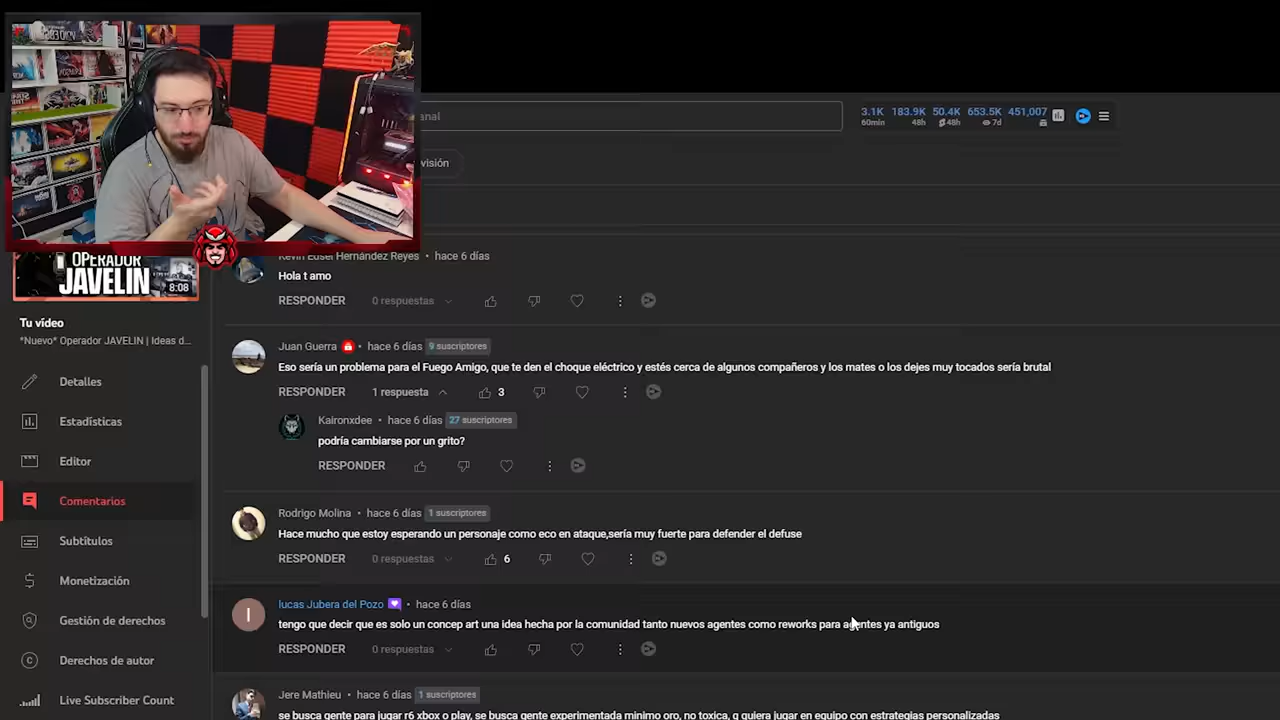 anal
3.1K 183.9K 50.4K 653.5K 451,007
60min 48h 48h 7d
visión
OPERADOR
JAVELIN
8:08
Tu vídeo
*Nuevo* Operador JAVELIN | Ideas d...
Detalles
Estadísticas
Editor
Comentarios
Subtítulos
Monetización
Gestión de derechos
Derechos de autor
Live Subscriber Count
Kevin Eusei Hernández Reyes • hace 6 días
Hola t amo
RESPONDER 0 respuestas
Juan Guerra • hace 6 días 9 suscriptores
Eso sería un problema para el Fuego Amigo, que te den el choque eléctrico y estés cerca de algunos compañeros y los mates o los dejes muy tocados sería brutal
RESPONDER 1 respuesta 3
Kaironxdee • hace 6 días 27 suscriptores
podría cambiarse por un grito?
RESPONDER
Rodrigo Molina • hace 6 días 1 suscriptores
Hace mucho que estoy esperando un personaje como eco en ataque,sería muy fuerte para defender el defuse
RESPONDER 0 respuestas 6
l
lucas Jubera del Pozo • hace 6 días
tengo que decir que es solo un concep art una idea hecha por la comunidad tanto nuevos agentes como reworks para agentes ya antiguos
RESPONDER 0 respuestas
Jere Mathieu • hace 6 días 1 suscriptores
se busca gente para jugar r6 xbox o play, se busca gente experimentada minimo oro, no toxica, q quiera jugar en equipo con estrategias personalizadas